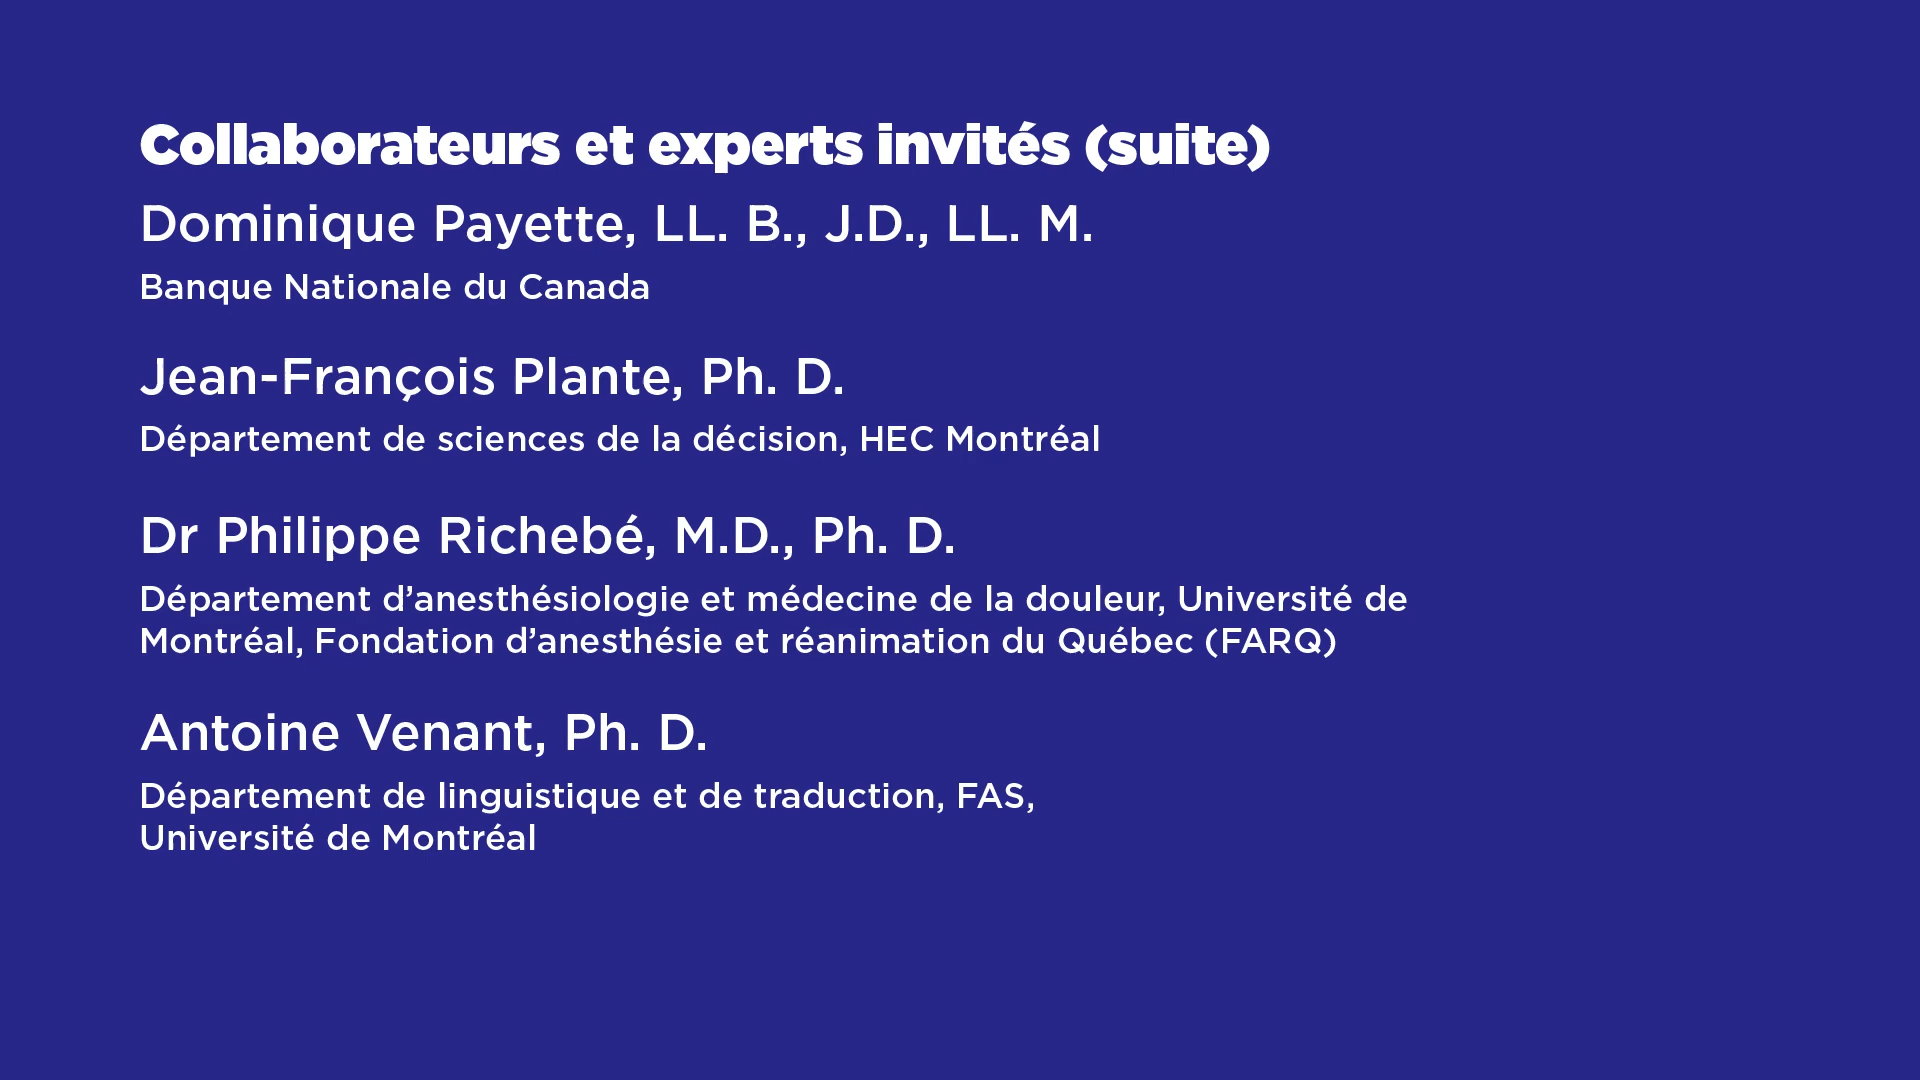 Collaborateurs et experts invités (suite)
Dominique Payette, LL. B., J.D., LL. M.
Banque Nationale du Canada
Jean-François Plante, Ph. D.
Département de sciences de la décision, HEC Montréal
Dr Philippe Richebé, M.D., Ph. D.
Département d’anesthésiologie et médecine de la douleur, Université de
Montréal, Fondation d’anesthésie et réanimation du Québec (FARQ)
Antoine Venant, Ph. D.
Département de linguistique et de traduction, FAS,
Université de Montréal